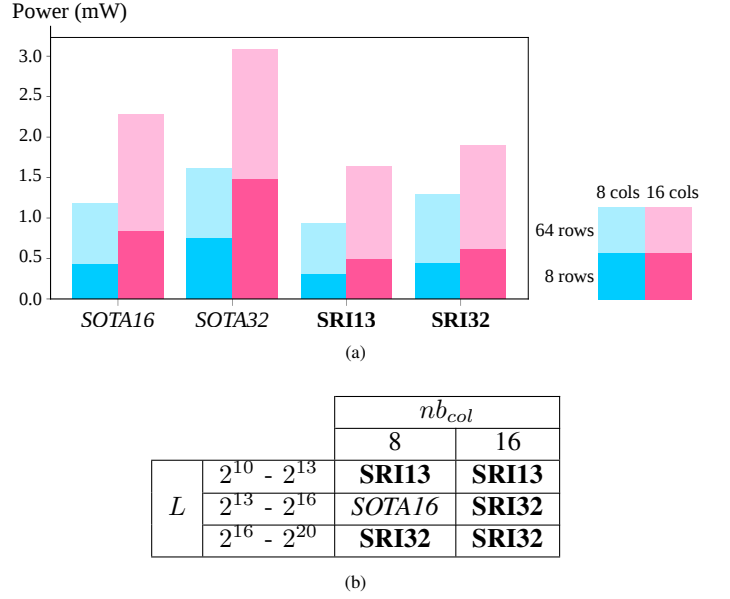 Power (mW)
3.0
2.5
2.0
1.5
1.0
0.5
0.0
SOTA16 SOTA32 SRI13 SRI32
8 cols 16 cols
64 rows
8 rows
(a)
nb_col
8 16
2^10 - 2^13 SRI13 SRI13
L 2^13 - 2^16 SOTA16 SRI32
2^16 - 2^20 SRI32 SRI32
(b)